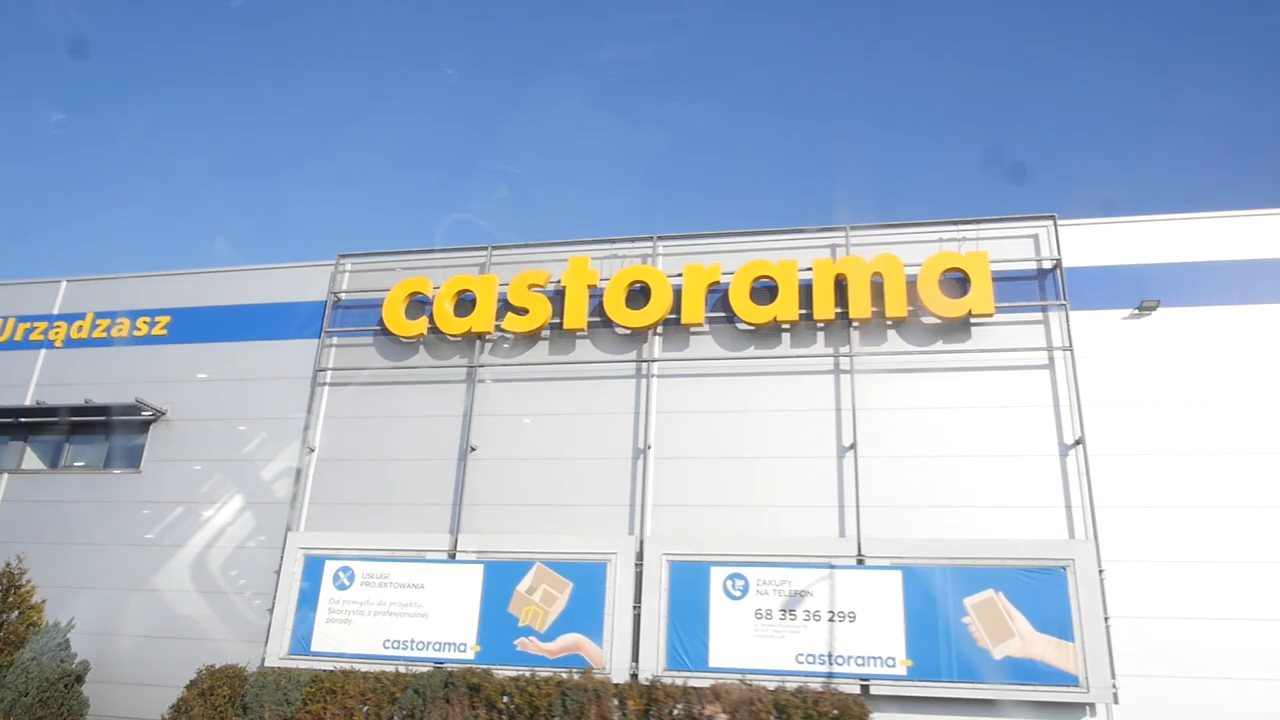 castorama
Urządzasz
USŁUGI
PROJEKTOWANIA
Od pomysłu do projektu.
Skorzystaj z profesjonalnej
porady.
castorama
ZAKUPY
NA TELEFON
68 35 36 299
castorama